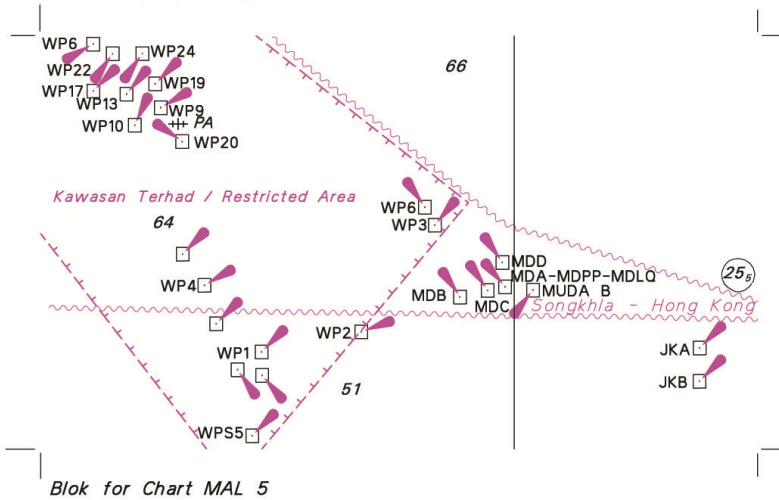 WP6
WP24
66
WP22
WP19
WP17
WP13
WP9
WP10
PA
WP20
Kawasan Terhad / Restricted Area
WP6
64
WP3
MDD
25₅
WP4
MDA-MDPP-MDLQ
MDB
MDC
MUDA B
Songkhla - Hong Kong
WP2
WP1
JKA
51
JKB
WPS5
Blok for Chart MAL 5